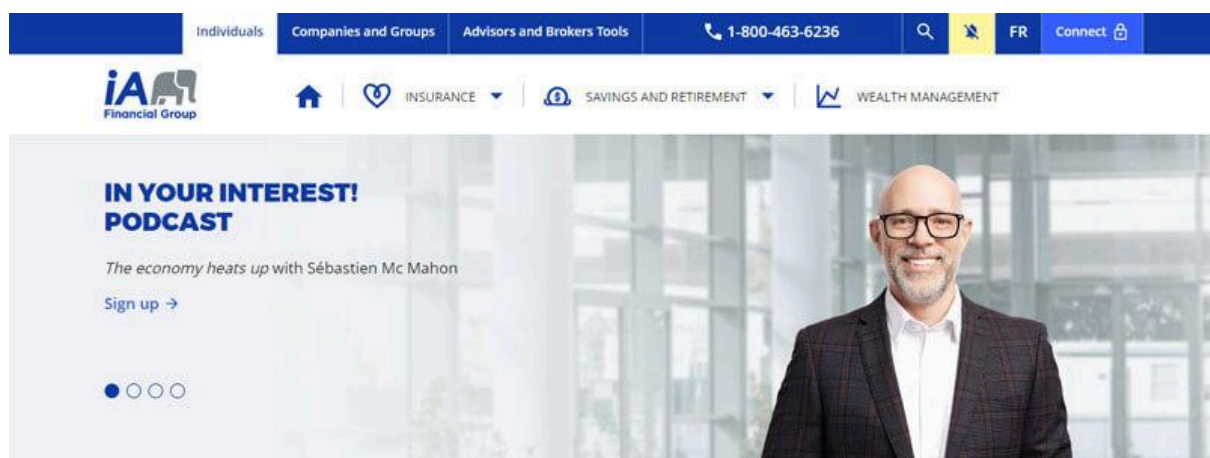 Individuals
Companies and Groups
Advisors and Brokers Tools
1-800-463-6236
FR
Connect
iA
Financial Group
INSURANCE
SAVINGS AND RETIREMENT
WEALTH MANAGEMENT
IN YOUR INTEREST!
PODCAST
The economy heats up with Sébastien Mc Mahon
Sign up →